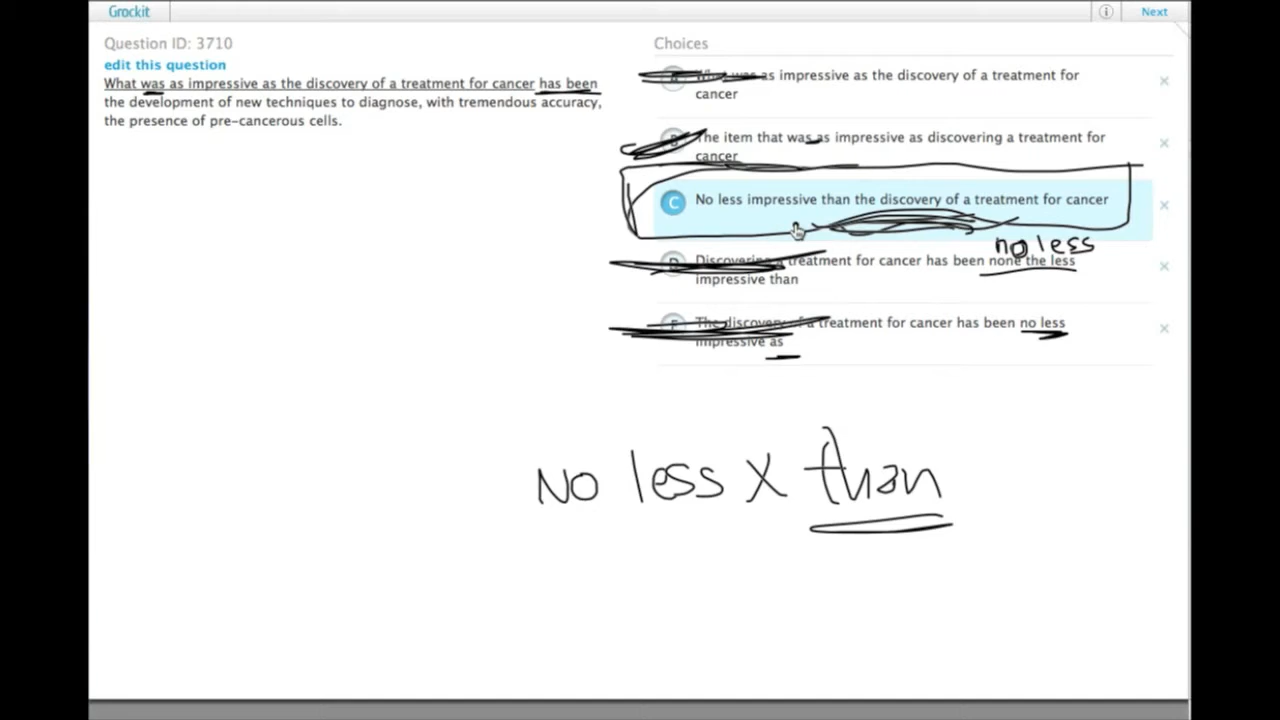 Grockit
Next
Question ID: 3710
edit this question
What was as impressive as the discovery of a treatment for cancer has been
the development of new techniques to diagnose, with tremendous accuracy,
the presence of pre-cancerous cells.
Choices
What was as impressive as the discovery of a treatment for
cancer
The item that was as impressive as discovering a treatment for
cancer
C No less impressive than the discovery of a treatment for cancer
no less
D Discovering a treatment for cancer has been none the less
impressive than
The discovery of a treatment for cancer has been no less
impressive as
No less X than